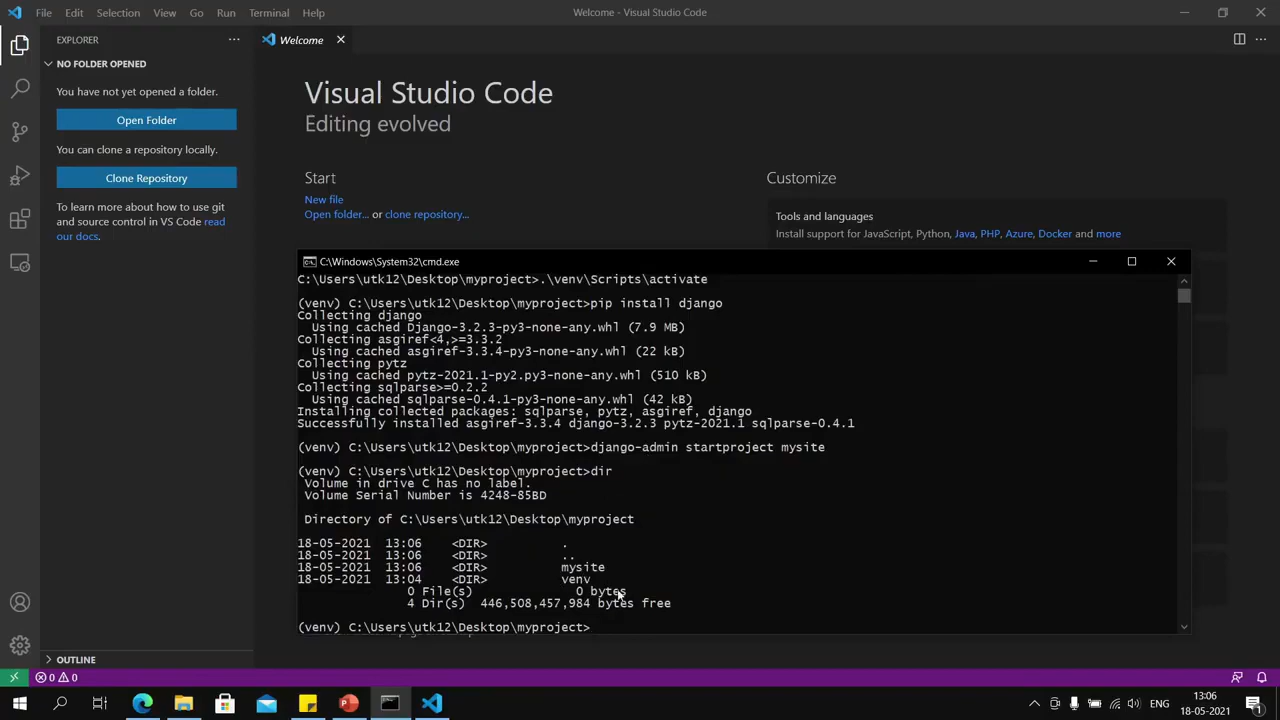 File Edit Selection View Go Run Terminal Help
Welcome - Visual Studio Code
EXPLORER
Welcome
NO FOLDER OPENED
You have not yet opened a folder.
Open Folder
You can clone a repository locally.
Clone Repository
To learn more about how to use git
and source control in VS Code read
our docs.
OUTLINE
Visual Studio Code
Editing evolved
Start
New file
Open folder... or clone repository...
Customize
Tools and languages
Install support for JavaScript, Python, Java, PHP, Azure, Docker and more
C:\Windows\System32\cmd.exe
C:\Users\utk12\Desktop\myproject>.\venv\Scripts\activate
(venv) C:\Users\utk12\Desktop\myproject>pip install django
Collecting django
Using cached Django-3.2.3-py3-none-any.whl (7.9 MB)
Collecting asgiref<4,>=3.3.2
Using cached asgiref-3.3.4-py3-none-any.whl (22 kB)
Collecting pytz
Using cached pytz-2021.1-py2.py3-none-any.whl (510 kB)
Collecting sqlparse>=0.2.2
Using cached sqlparse-0.4.1-py3-none-any.whl (42 kB)
Installing collected packages: sqlparse, pytz, asgiref, django
Successfully installed asgiref-3.3.4 django-3.2.3 pytz-2021.1 sqlparse-0.4.1
(venv) C:\Users\utk12\Desktop\myproject>django-admin startproject mysite
(venv) C:\Users\utk12\Desktop\myproject>dir
Volume in drive C has no label.
Volume Serial Number is 4248-85BD
Directory of C:\Users\utk12\Desktop\myproject
18-05-2021 13:06 <DIR> .
18-05-2021 13:06 <DIR> ..
18-05-2021 13:06 <DIR> mysite
18-05-2021 13:04 <DIR> venv
0 File(s) 0 bytes
4 Dir(s) 446,508,457,984 bytes free
(venv) C:\Users\utk12\Desktop\myproject>
0 0
ENG
13:06
18-05-2021
1